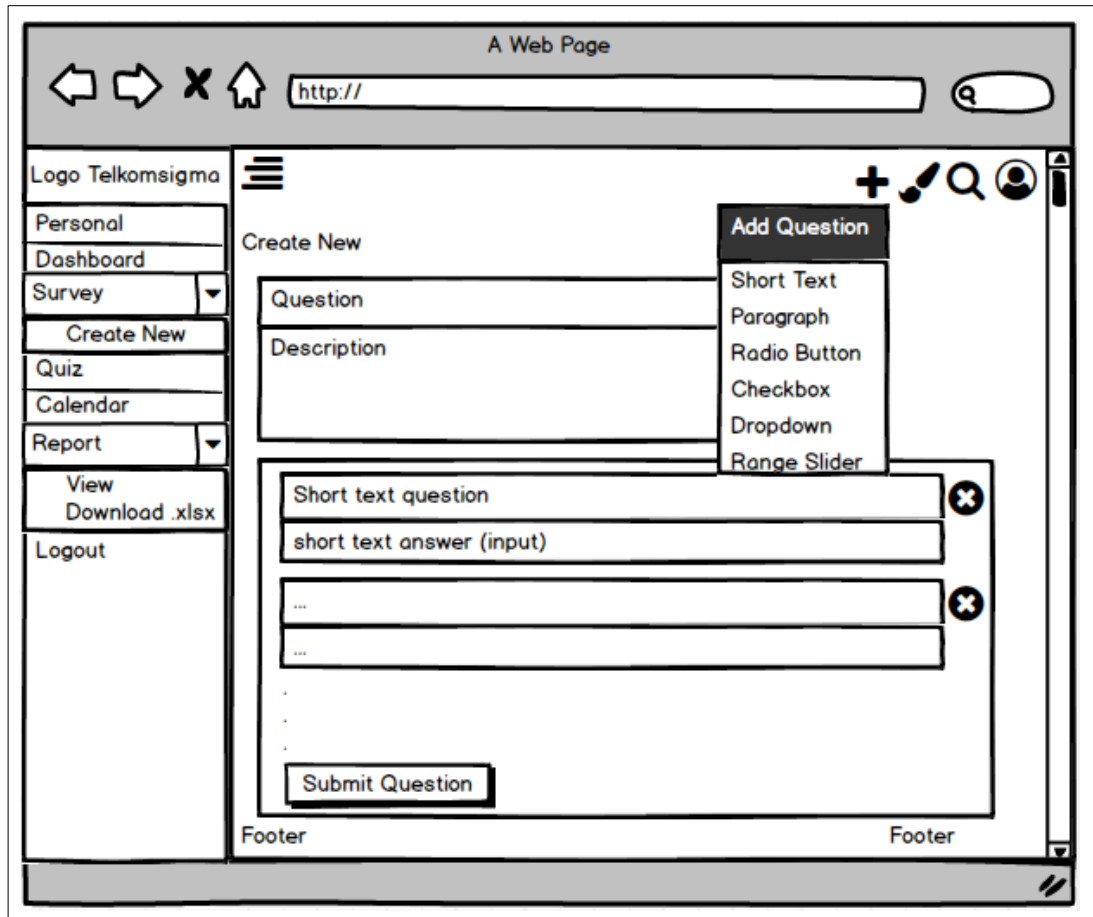 A Web Page
http://
Logo Telkomsigma
Personal
Dashboard
Survey
Create New
Quiz
Calendar
Report
View
Download .xlsx
Logout
Create New
Add Question
Short Text
Paragraph
Radio Button
Checkbox
Dropdown
Range Slider
Question
Description
Short text question
short text answer (input)
...
...
.
.
.
Submit Question
Footer
Footer